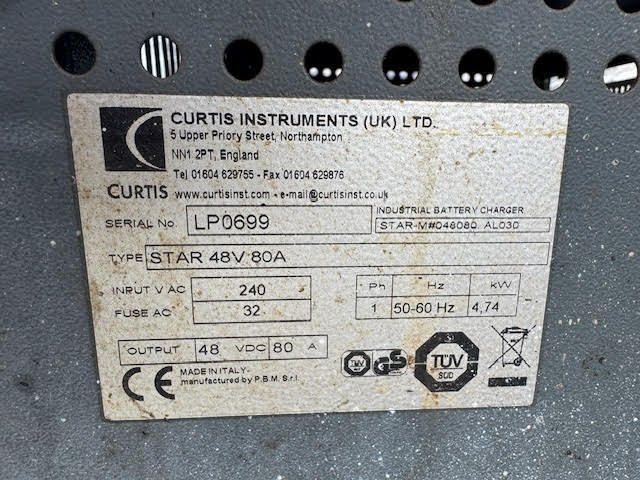 CURTIS INSTRUMENTS (UK) LTD.
5 Upper Priory Street, Northampton
NN1 2PT, England
Tel 01604 629755 - Fax 01604 629876
CURTIS www.curtisinst.com - e-mail@curtisinst.co.uk
SERIAL No LP0699
INDUSTRIAL BATTERY CHARGER
STAR-M#048080 AL03D
TYPE STAR 48V 80A
INPUT V AC 240
FUSE AC 32
Ph Hz kW
1 50-60 Hz 4,74
OUTPUT 48 VDC 80 A
CE MADE IN ITALY-
manufactured by P.B.M. S.r.l.
TÜV GS
TÜV
SÜD